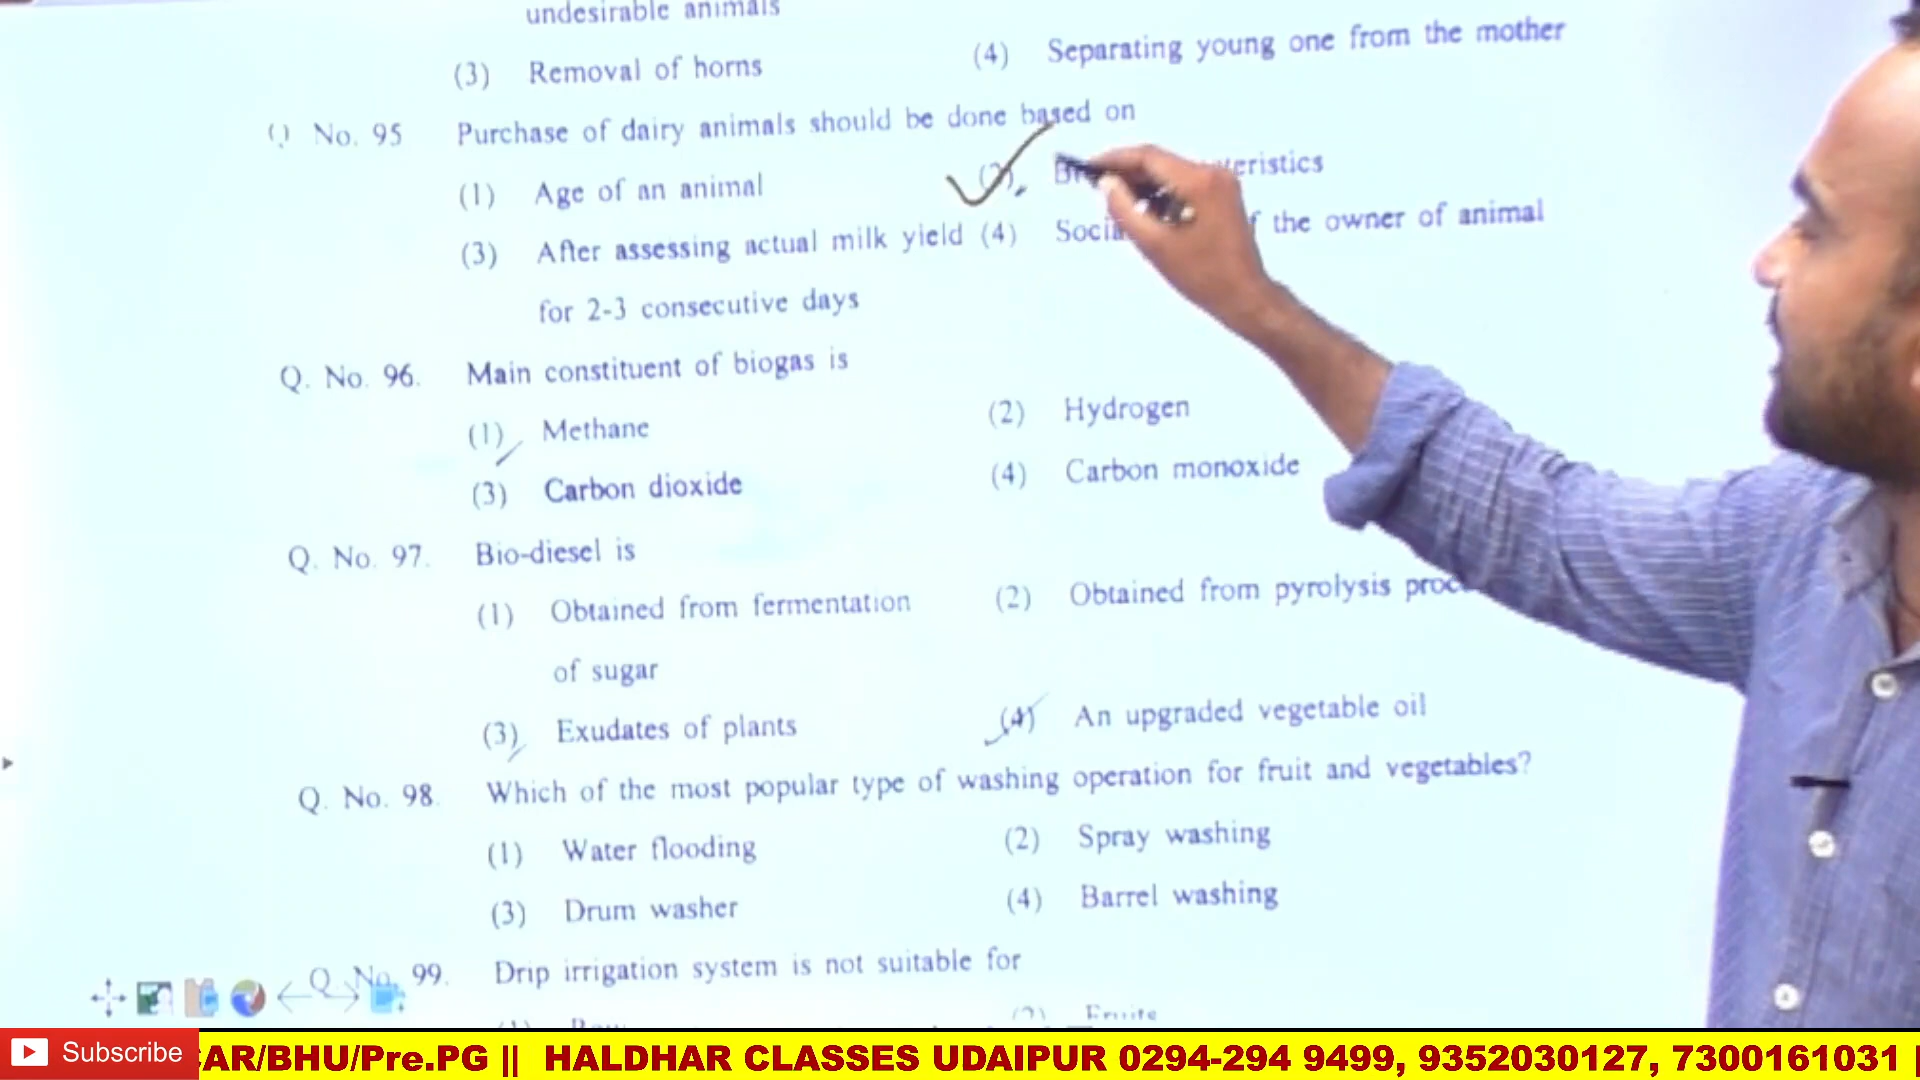 undesirable animals
(3) Removal of horns (4) Separating young one from the mother
Q No. 95 Purchase of dairy animals should be done based on
(1) Age of an animal (2) eristics
(3) After assessing actual milk yield (4) the owner of animal
for 2-3 consecutive days
Q. No. 96. Main constituent of biogas is
(1) Methane (2) Hydrogen
(3) Carbon dioxide (4) Carbon monoxide
Q. No. 97. Bio-diesel is
(1) Obtained from fermentation (2) Obtained from pyrolysis
of sugar
(3) Exudates of plants (4) An upgraded vegetable oil
Q. No. 98. Which of the most popular type of washing operation for fruit and vegetables?
(1) Water flooding (2) Spray washing
(3) Drum washer (4) Barrel washing
Q. No. 99. Drip irrigation system is not suitable for
(2) Fruits
Subscribe CAR/BHU/Pre.PG || HALDHAR CLASSES UDAIPUR 0294-294 9499, 9352030127, 7300161031 |